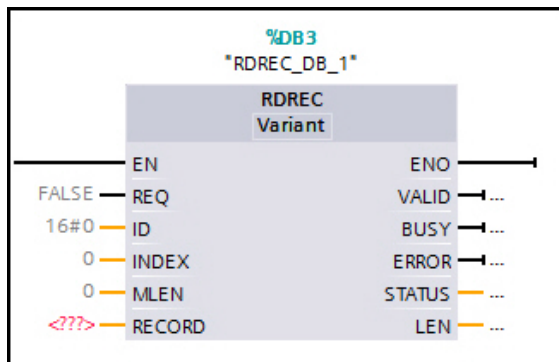 %DB3
"RDREC_DB_1"
RDREC
Variant
EN ENO
FALSE REQ VALID ...
16#0 ID BUSY ...
0 INDEX ERROR ...
0 MLEN STATUS ...
<???> RECORD LEN ...